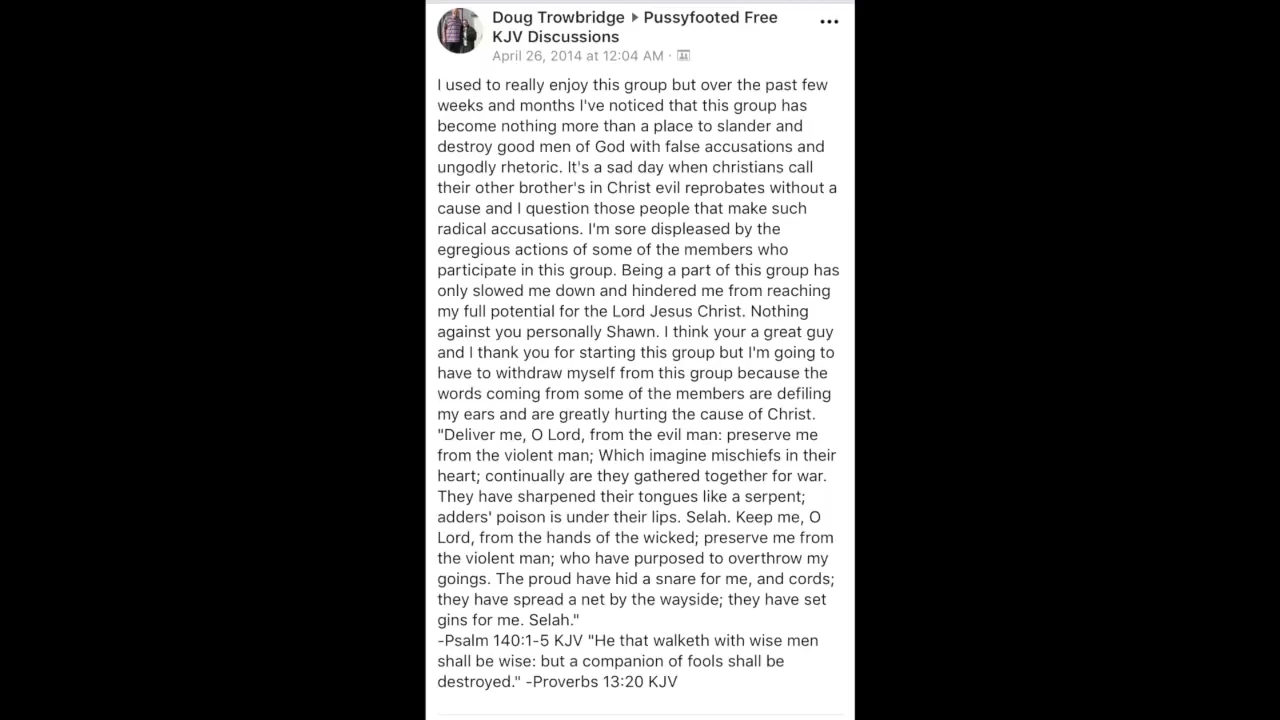 Doug Trowbridge ▸ Pussyfooted Free
KJV Discussions
April 26, 2014 at 12:04 AM ·
I used to really enjoy this group but over the past few
weeks and months I've noticed that this group has
become nothing more than a place to slander and
destroy good men of God with false accusations and
ungodly rhetoric. It's a sad day when christians call
their other brother's in Christ evil reprobates without a
cause and I question those people that make such
radical accusations. I'm sore displeased by the
egregious actions of some of the members who
participate in this group. Being a part of this group has
only slowed me down and hindered me from reaching
my full potential for the Lord Jesus Christ. Nothing
against you personally Shawn. I think your a great guy
and I thank you for starting this group but I'm going to
have to withdraw myself from this group because the
words coming from some of the members are defiling
my ears and are greatly hurting the cause of Christ.
"Deliver me, O Lord, from the evil man: preserve me
from the violent man; Which imagine mischiefs in their
heart; continually are they gathered together for war.
They have sharpened their tongues like a serpent;
adders' poison is under their lips. Selah. Keep me, O
Lord, from the hands of the wicked; preserve me from
the violent man; who have purposed to overthrow my
goings. The proud have hid a snare for me, and cords;
they have spread a net by the wayside; they have set
gins for me. Selah."
-Psalm 140:1-5 KJV "He that walketh with wise men
shall be wise: but a companion of fools shall be
destroyed." -Proverbs 13:20 KJV